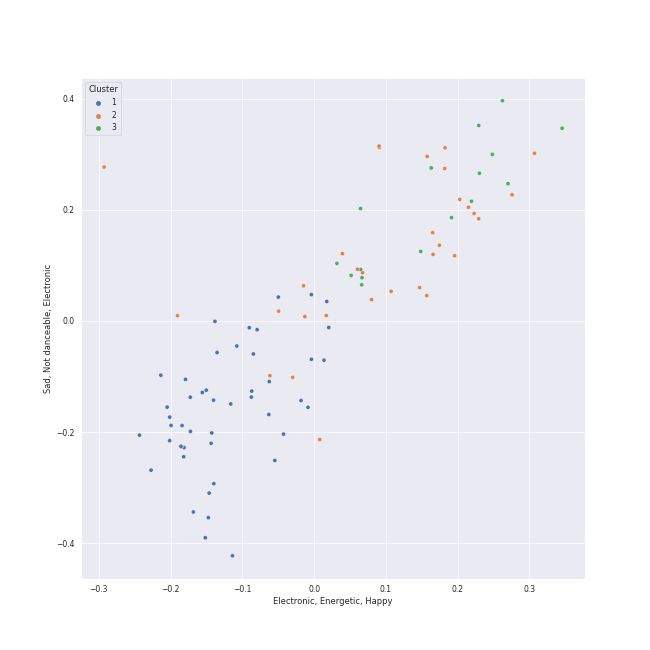 Cluster
1
2
3
0.4
0.2
0.0
−0.2
−0.4
Sad, Not danceable, Electronic
−0.3 −0.2 −0.1 0.0 0.1 0.2 0.3
Electronic, Energetic, Happy